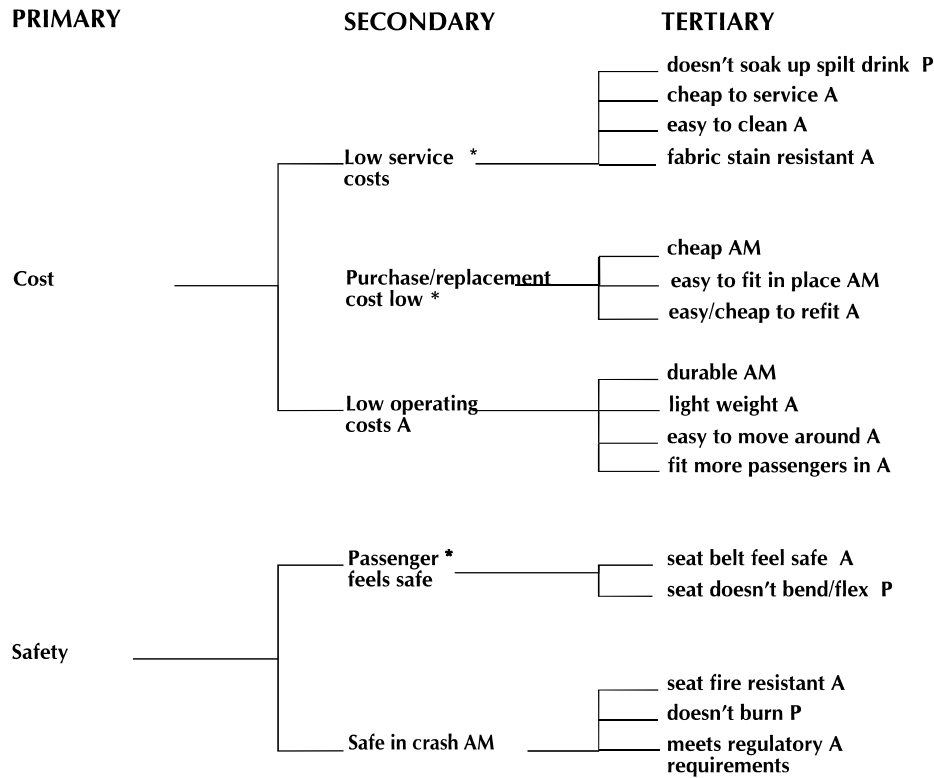 PRIMARY SECONDARY TERTIARY
doesn't soak up spilt drink P
cheap to service A
easy to clean A
Low service *
costs
fabric stain resistant A
cheap AM
Cost
Purchase/replacement
cost low *
easy to fit in place AM
easy/cheap to refit A
durable AM
Low operating
costs A
light weight A
easy to move around A
fit more passengers in A
Passenger *
feels safe
seat belt feel safe A
seat doesn't bend/flex P
Safety
seat fire resistant A
doesn't burn P
Safe in crash AM
meets regulatory A
requirements